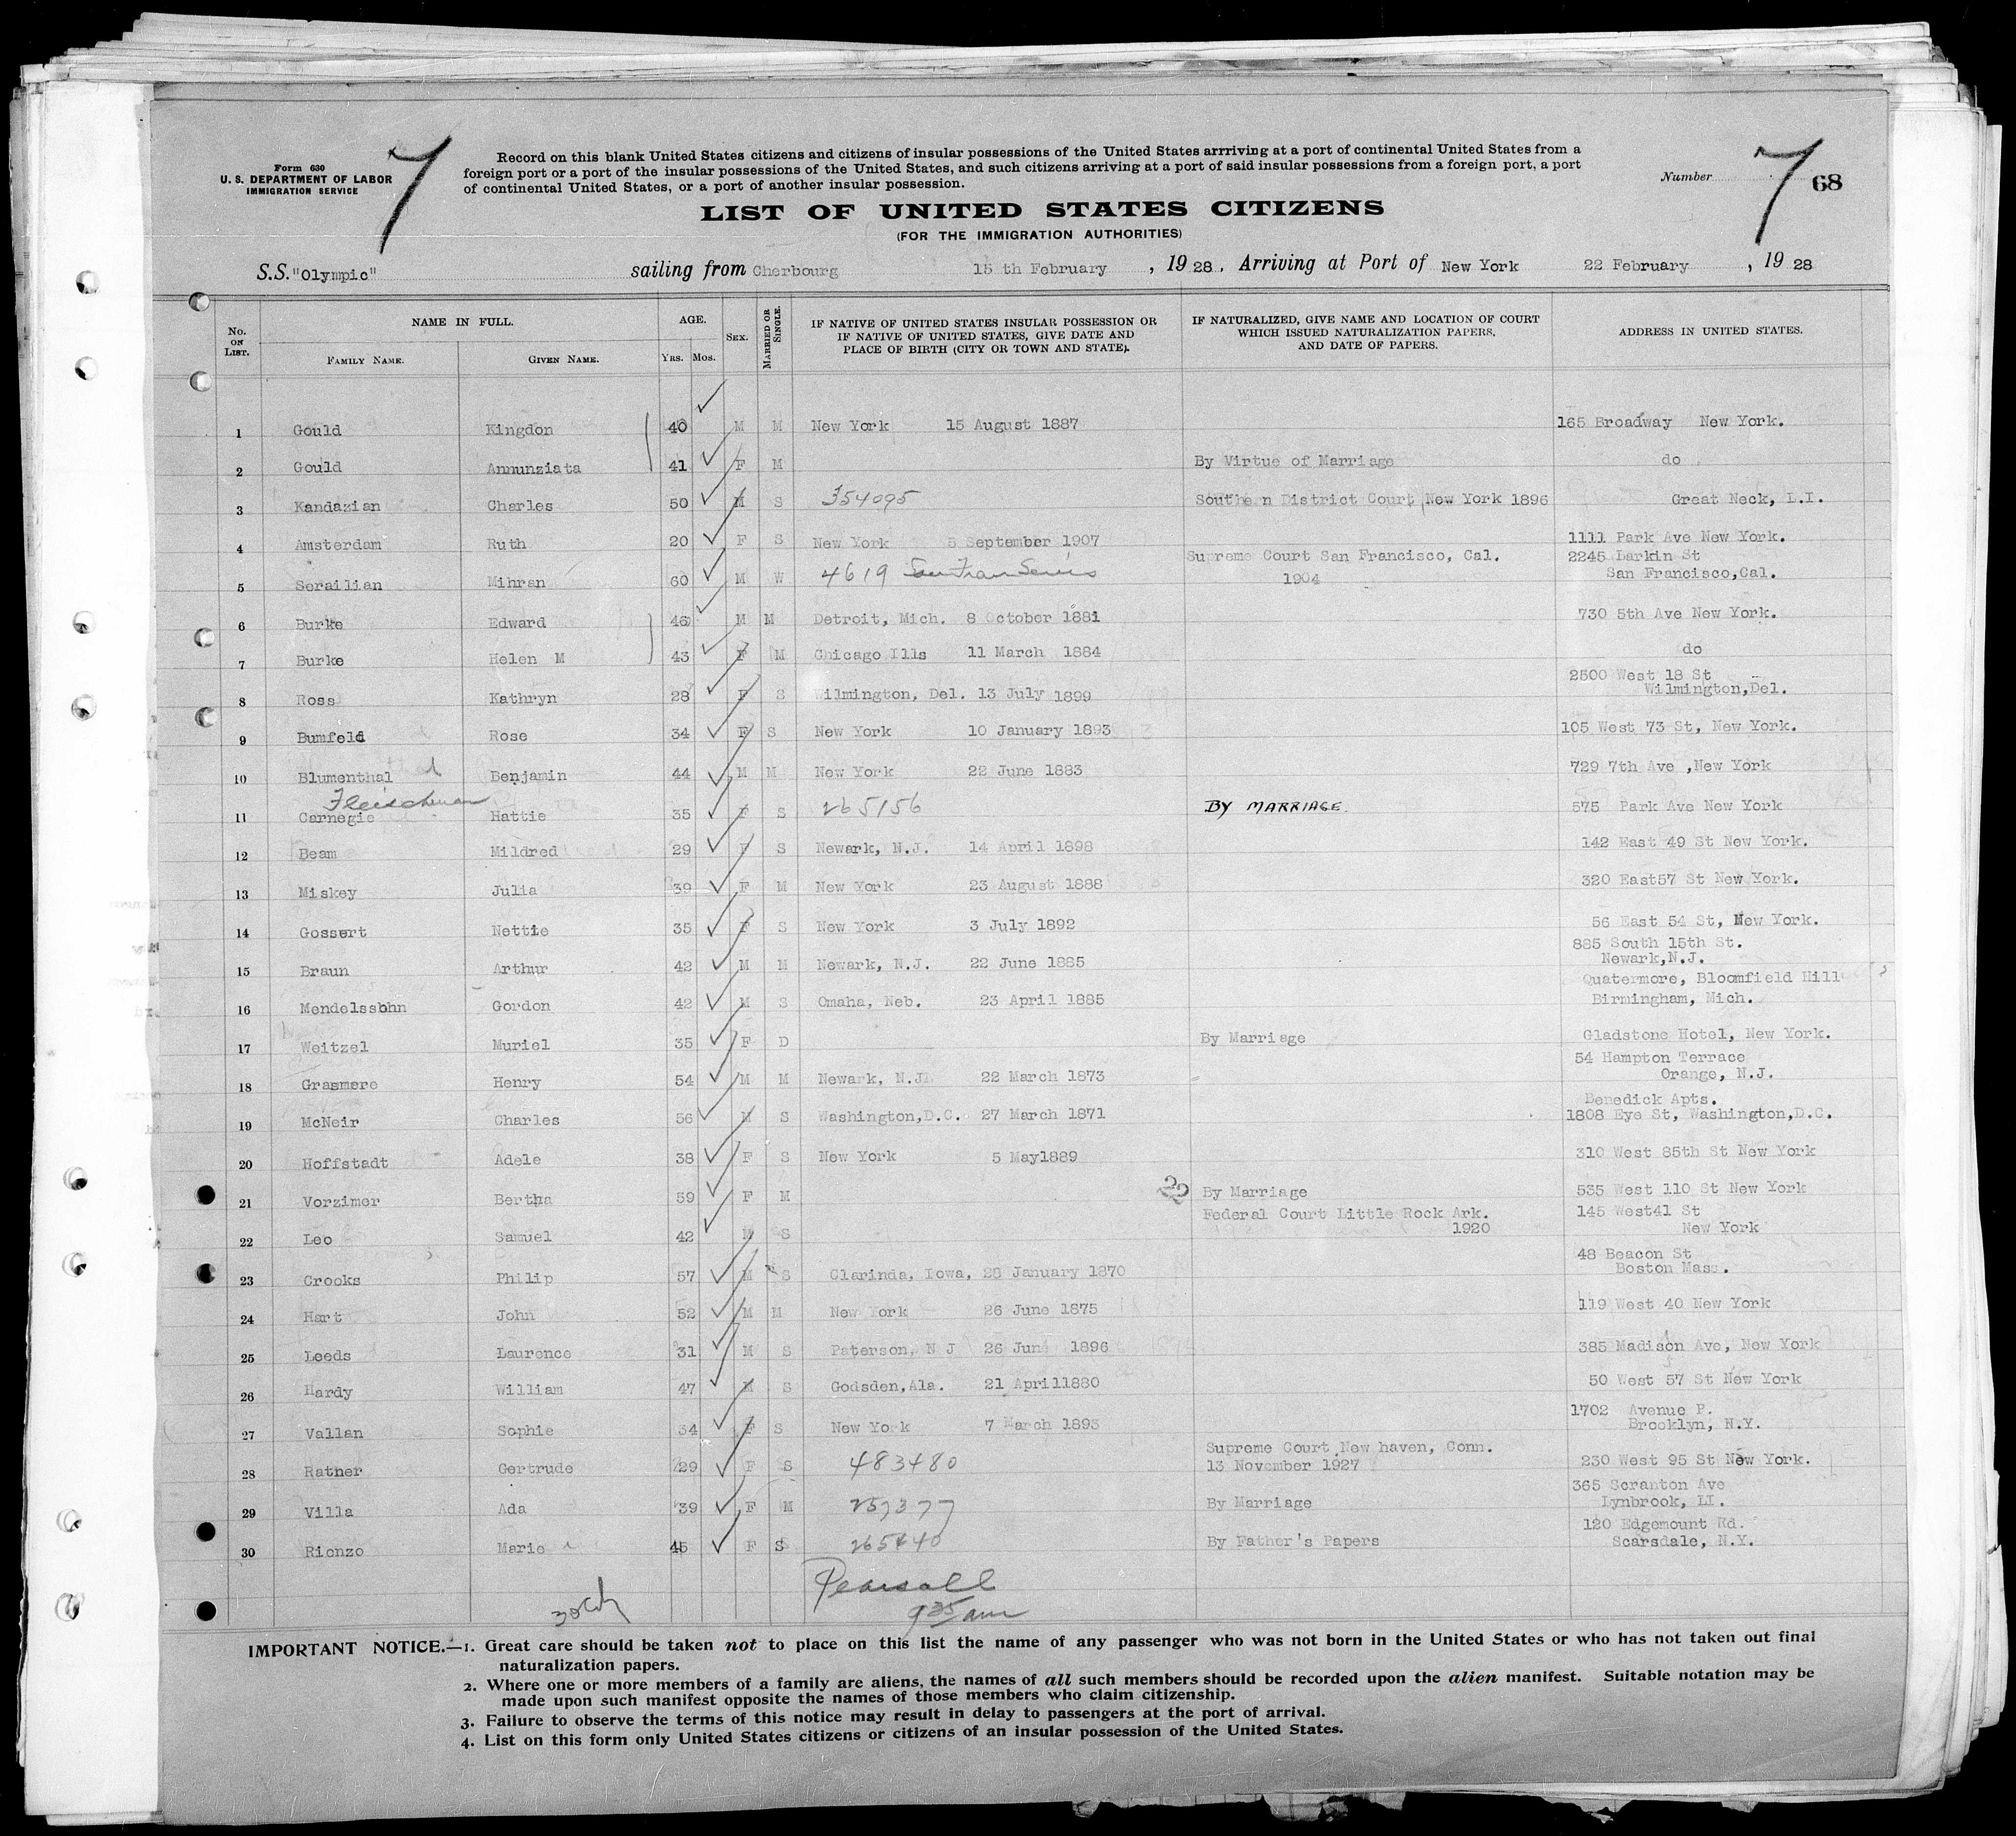 7
Form 630
U. S. DEPARTMENT OF LABOR
IMMIGRATION SERVICE
Record on this blank United States citizens and citizens of insular possessions of the United States arrriving at a port of continental United States from a
foreign port or a port of the insular possessions of the United States, and such citizens arriving at a port of said insular possessions from a foreign port, a port
of continental United States, or a port of another insular possession.
Number 7 68
LIST OF UNITED STATES CITIZENS
(FOR THE IMMIGRATION AUTHORITIES)
S.S. "Olympic" sailing from Cherbourg 15 th February , 19 28. Arriving at Port of New York 22 February , 19 28
No. ON LIST. NAME IN FULL. FAMILY NAME. GIVEN NAME. AGE. Yrs. Mos. SEX. MARRIED OR SINGLE. IF NATIVE OF UNITED STATES INSULAR POSSESSION OR IF NATIVE OF UNITED STATES, GIVE DATE AND PLACE OF BIRTH (CITY OR TOWN AND STATE). IF NATURALIZED, GIVE NAME AND LOCATION OF COURT WHICH ISSUED NATURALIZATION PAPERS, AND DATE OF PAPERS. ADDRESS IN UNITED STATES.
1 Gould Kingdon 40 M M New York 15 August 1887 165 Broadway New York.
2 Gould Annunziata 41 F M By Virtue of Marriage do
3 Kandazian Charles 50 M S 354095 Southe n District Court New York 1896 Great Neck, L.I.
4 Amsterdam Ruth 20 F S New York 5 September 1907 1111 Park Ave New York.
5 Serailian Mihran 60 M W 4619 Supreme Court San Francisco, Cal. 1904 2245 Larkin St San Francisco,Cal.
6 Burke Edward 46 M M Detroit, Mich. 8 October 1881 730 5th Ave New York.
7 Burke Helen M 43 F M Chicago Ills 11 March 1884 do
8 Ross Kathryn 28 F S Wilmington, Del. 13 July 1899 2500 West 18 St Wilmington,Del.
9 Bumfeld Rose 34 F S New York 10 January 1893 105 West 73 St, New York.
10 Blumenthal Benjamin 44 M M New York 22 June 1883 729 7th Ave ,New York
Fleischman
11 Carnegie Hattie 35 F S 265156 BY MARRIAGE. 575 Park Ave New York
12 Beam Mildred 29 F S Newark, N.J. 14 April 1898 142 East 49 St New York.
13 Miskey Julia 39 F M New York 23 August 1888 320 East57 St New York.
14 Gossert Nettie 35 F S New York 3 July 1892 56 East 54 St, New York.
15 Braun Arthur 42 M M Newark, N.J. 22 June 1885 885 South 15th St. Newark,N.J.
16 Mendelssohn Gordon 42 M S Omaha, Neb. 23 April 1885 Quatermore, Bloomfield Hills Birmingham, Mich.
17 Weitzel Muriel 35 F D By Marriage Gladstone Hotel, New York.
18 Grasmere Henry 54 M M Newark, N.J. 22 March 1873 54 Hampton Terrace Orange, N.J.
19 McNeir Charles 56 M S Washington,D.C. 27 March 1871 Benedick Apts. 1808 Eye St, Washington,D.C.
20 Hoffstadt Adele 38 F S New York 5 May1889 310 West 85th St New York
21 Vorzimer Bertha 59 F M 22 By Marriage 535 West 110 St New York
22 Leo Samuel 42 M S Federal Court Little Rock Ark. 1920 145 West41 St New York
23 Crooks Philip 57 M S Clarinda, Iowa, 28 January 1870 48 Beacon St Boston Mass.
24 Hart John 52 M M New York 26 June 1875 119 West 40 New York
25 Leeds Laurence 31 M S Paterson, N J 26 June 1896 385 Madison Ave, New York
26 Hardy William 47 M S Godsden,Ala. 21 April1880 50 West 57 St New York
27 Vallan Sophie 34 F S New York 7 March 1893 1702 Avenue P. Brooklyn, N.Y.
28 Rather Gertrude 29 F S 483480 Supreme Court New haven, Conn. 13 November 1927 230 West 95 St New York.
29 Villa Ada 39 F M 257377 By Marriage 365 Scranton Ave Lynbrook, LI.
30 Rienzo Marie 45 F S 265440 By Father's Papers 120 Edgemount Rd. Scarsdale, N.Y.
Pearsall
9 35/am
IMPORTANT NOTICE.—1. Great care should be taken not to place on this list the name of any passenger who was not born in the United States or who has not taken out final
naturalization papers.
2. Where one or more members of a family are aliens, the names of all such members should be recorded upon the alien manifest. Suitable notation may be
made upon such manifest opposite the names of those members who claim citizenship.
3. Failure to observe the terms of this notice may result in delay to passengers at the port of arrival.
4. List on this form only United States citizens or citizens of an insular possession of the United States.